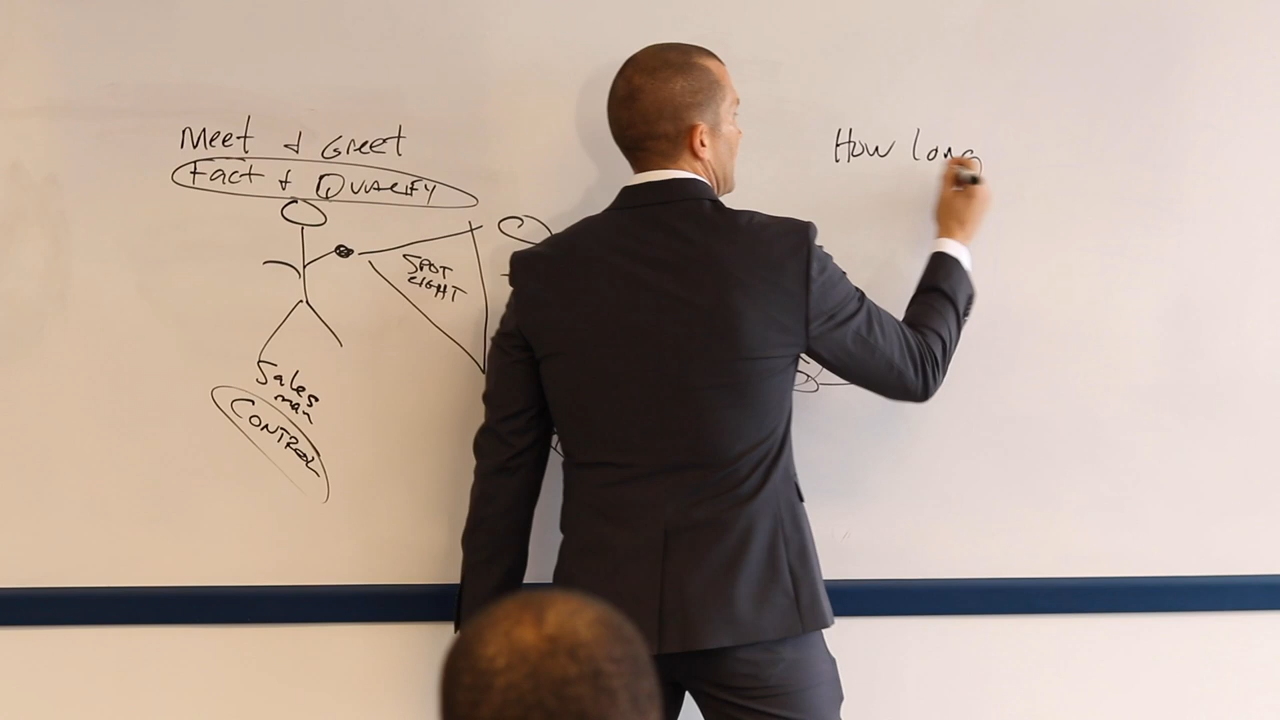 Meet & Greet
Fact & QUALIFY
SPOT
LIGHT
Sales
man
CONTROL
How long